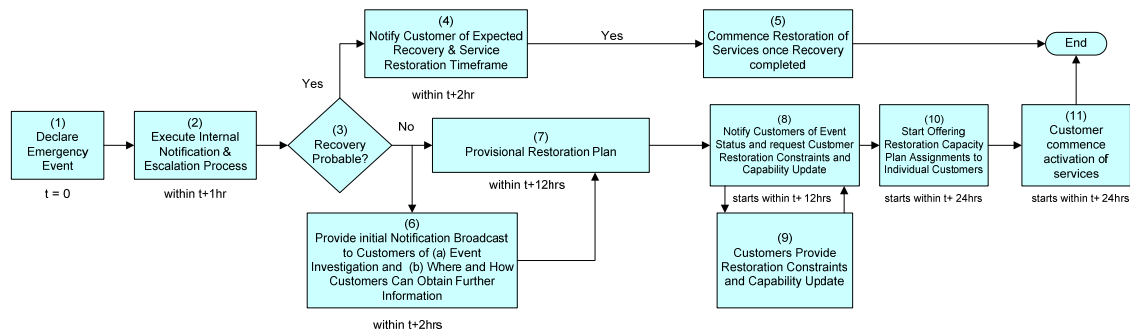 (1)
Declare
Emergency
Event
t = 0
(2)
Execute Internal
Notification &
Escalation Process
within t+1hr
(3)
Recovery
Probable?
Yes
No
(4)
Notify Customer of Expected
Recovery & Service
Restoration Timeframe
within t+2hr
Yes
(5)
Commence Restoration of
Services once Recovery
completed
End
(6)
Provide initial Notification Broadcast
to Customers of (a) Event
Investigation and (b) Where and How
Customers Can Obtain Further
Information
within t+2hrs
(7)
Provisional Restoration Plan
within t+12hrs
(8)
Notify Customers of Event
Status and request Customer
Restoration Constraints and
Capability Update
starts within t+ 12hrs
(9)
Customers Provide
Restoration Constraints
and Capability Update
(10)
Start Offering
Restoration Capacity
Plan Assignments to
Individual Customers
starts within t+ 24hrs
(11)
Customer
commence
activation of
services
starts within t+ 24hrs